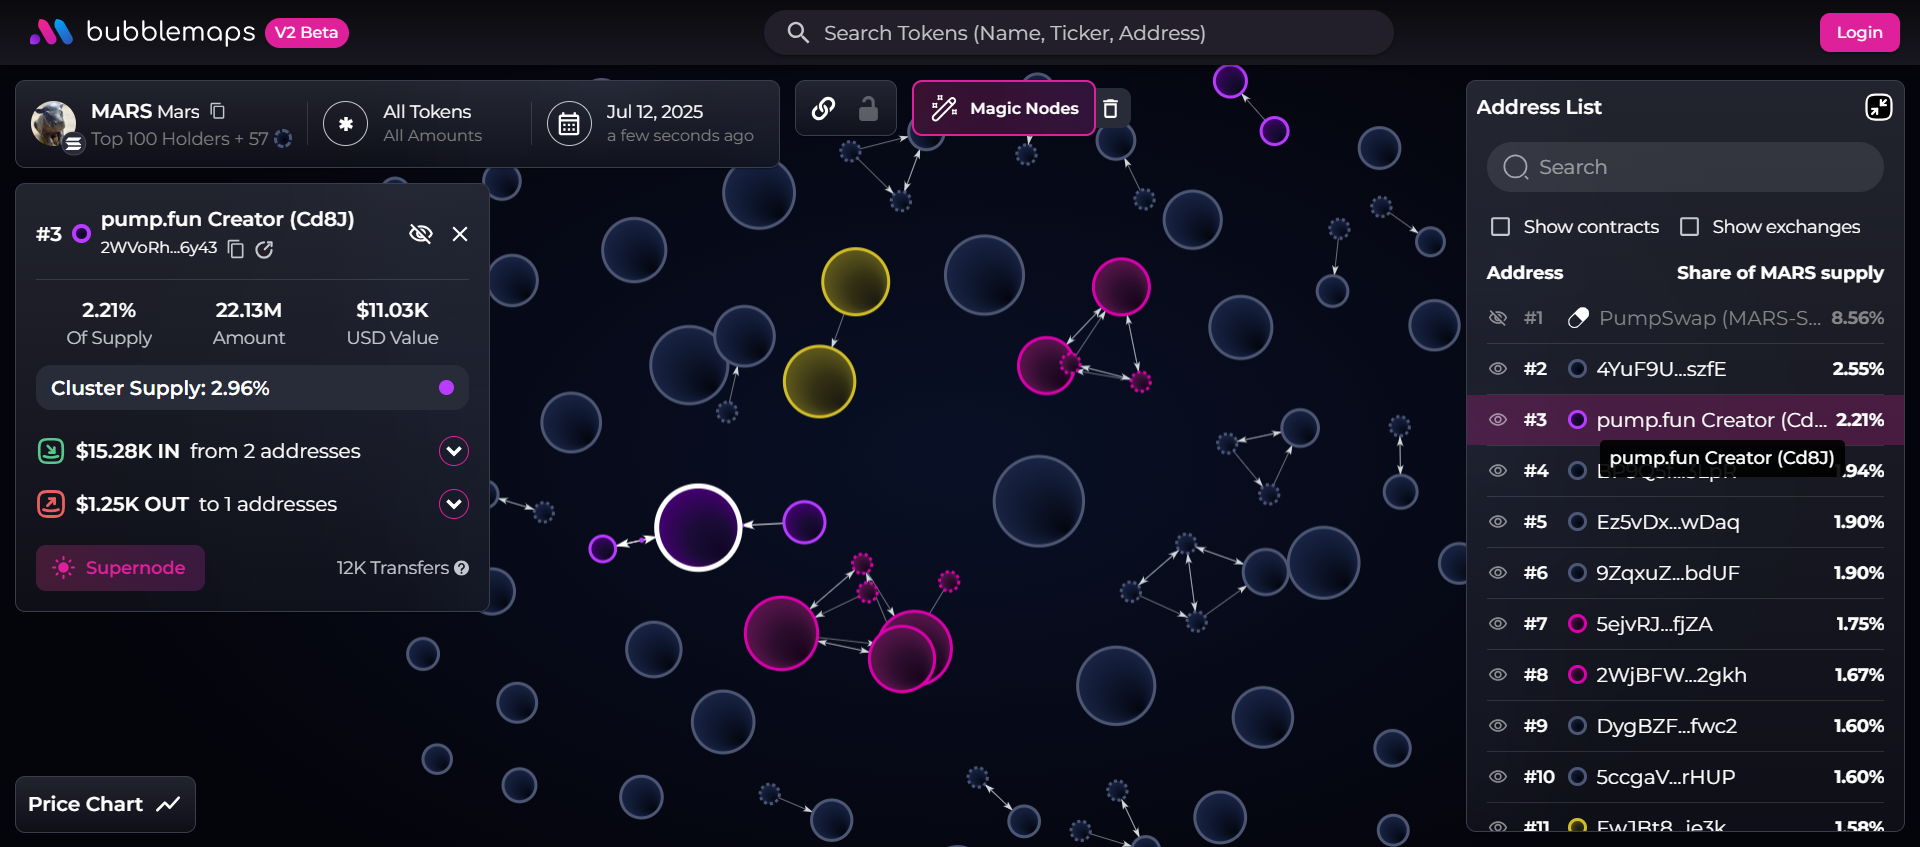 bubblemaps V2 Beta
Search Tokens (Name, Ticker, Address)
Login
MARS Mars
Top 100 Holders + 57
All Tokens
All Amounts
Jul 12, 2025
a few seconds ago
Magic Nodes
#3 pump.fun Creator (Cd8J)
2WVoRh...6y43
2.21% 22.13M $11.03K
Of Supply Amount USD Value
Cluster Supply: 2.96%
$15.28K IN from 2 addresses
$1.25K OUT to 1 addresses
Supernode 12K Transfers
Price Chart
Address List
Search
Show contracts Show exchanges
Address Share of MARS supply
#1 PumpSwap (MARS-S... 8.56%
#2 4YuF9U...szfE 2.55%
#3 pump.fun Creator (Cd... 2.21%
pump.fun Creator (Cd8J)
#4 .94%
#5 Ez5vDx...wDaq 1.90%
#6 9ZqxuZ...bdUF 1.90%
#7 5ejvRJ...fjZA 1.75%
#8 2WjBFW...2gkh 1.67%
#9 DygBZF...fwc2 1.60%
#10 5ccgaV...rHUP 1.60%
#11 1.58%